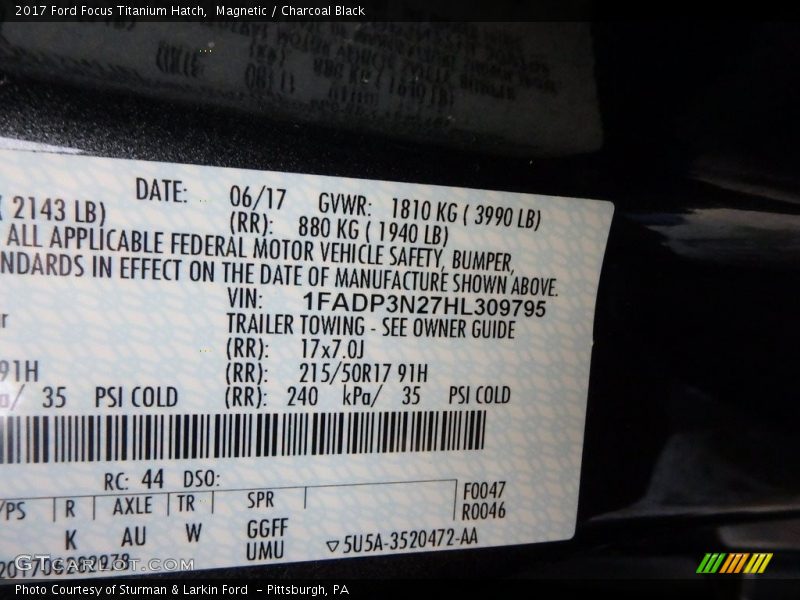 2017 Ford Focus Titanium Hatch, Magnetic / Charcoal Black
DATE: 06/17 GVWR: 1810 KG ( 3990 LB)
( 2143 LB) (RR): 880 KG ( 1940 LB)
ALL APPLICABLE FEDERAL MOTOR VEHICLE SAFETY, BUMPER,
NDARDS IN EFFECT ON THE DATE OF MANUFACTURE SHOWN ABOVE.
VIN: 1FADP3N27HL309795
TRAILER TOWING - SEE OWNER GUIDE
(RR): 17x7.0J
91H (RR): 215/50R17 91H
/ 35 PSI COLD (RR): 240 kPa/ 35 PSI COLD
RC: 44 DSO:
/PS R AXLE TR SPR F0047
R0046
K AU W GGFF
UMU ▽5U5A-3520472-AA
GTCarLot.com
Photo Courtesy of Sturman & Larkin Ford - Pittsburgh, PA